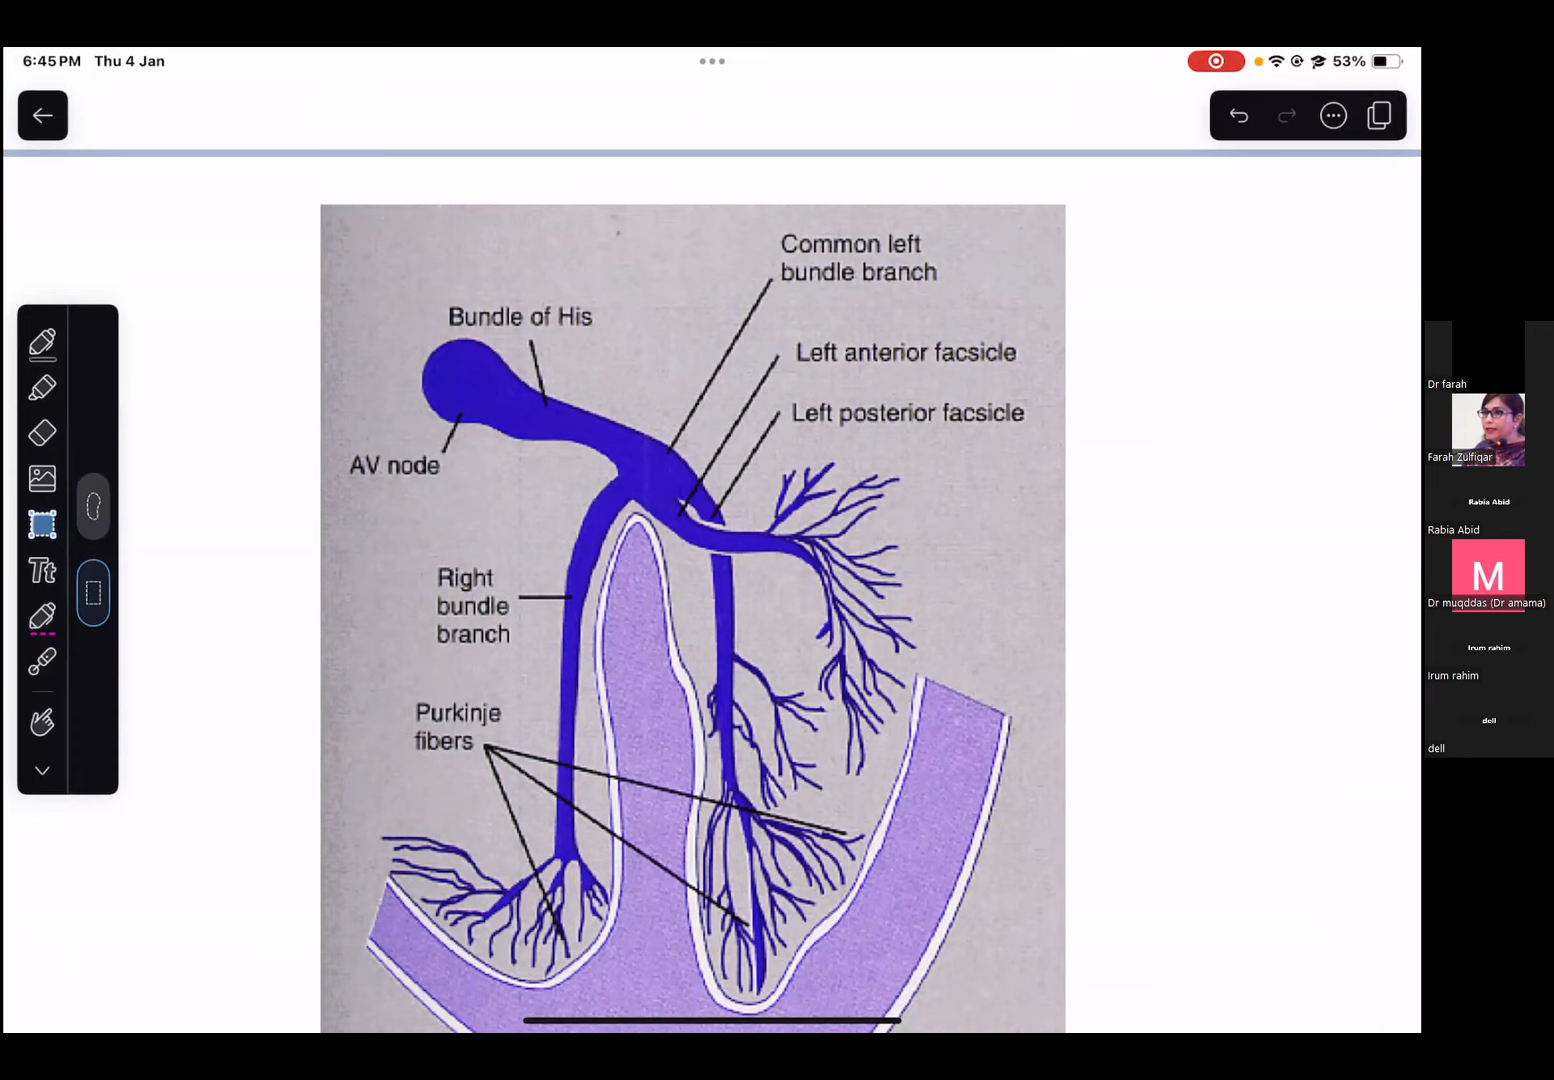 6:45 PM Thu 4 Jan
53%
Common left
bundle branch
Bundle of His
Left anterior facsicle
Left posterior facsicle
AV node
Right
bundle
branch
Purkinje
fibers
Tt
Dr farah
Farah Zulfiqar
Rabia Abid
Rabia Abid
M
Dr muqddas (Dr amama)
Irum rahim
Irum rahim
dell
dell